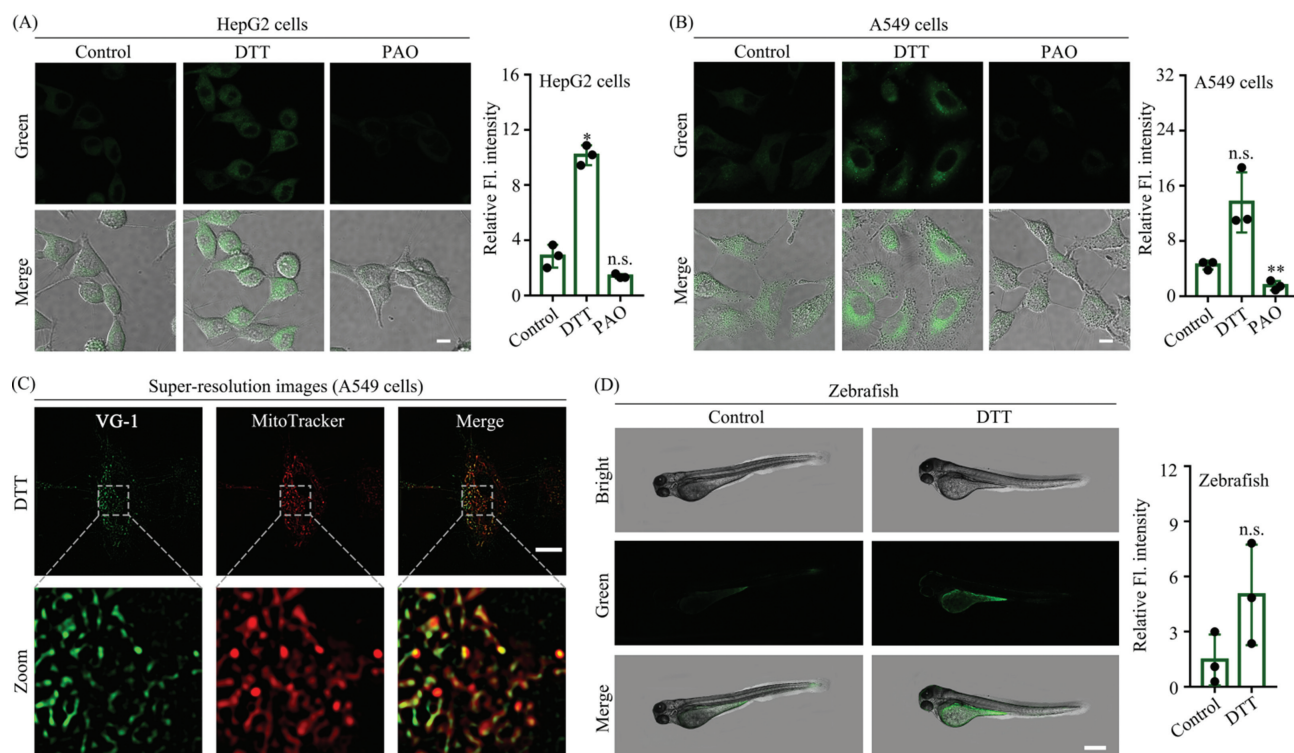 (A)
HepG2 cells
Control DTT PAO
Green
Merge
Relative Fl. intensity
16
12
8
4
0
HepG2 cells
*
n.s.
Control DTT PAO
(B)
A549 cells
Control DTT PAO
Green
Merge
Relative Fl. intensity
32
24
16
8
0
A549 cells
n.s.
**
Control DTT PAO
(C)
Super-resolution images (A549 cells)
VG-1 MitoTracker Merge
DTT
Zoom
(D)
Zebrafish
Control DTT
Bright
Green
Merge
Relative Fl. intensity
12
9
6
3
0
Zebrafish
n.s.
Control DTT